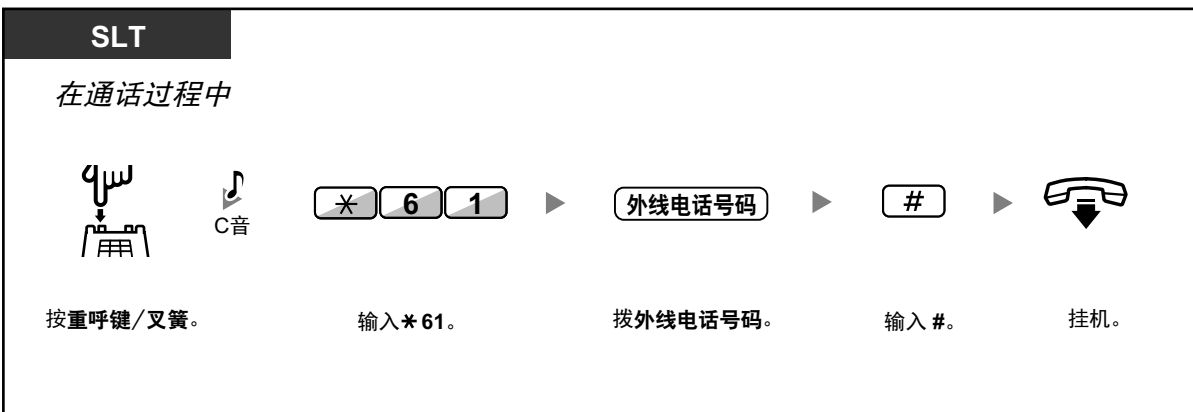 SLT
在通话过程中
C音
* 6 1
外线电话号码
#
按重呼键/叉簧。
输入*61。
拨外线电话号码。
输入 #。
挂机。